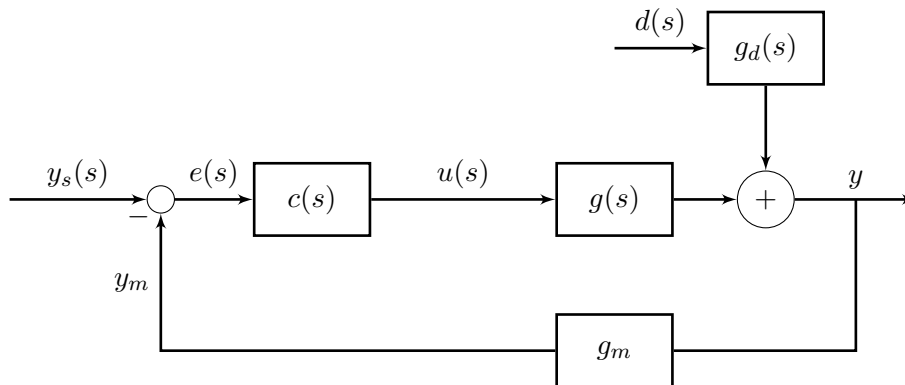 d(s)
g_d(s)
y_s(s)
e(s)
c(s)
u(s)
g(s)
+
y
−
y_m
g_m